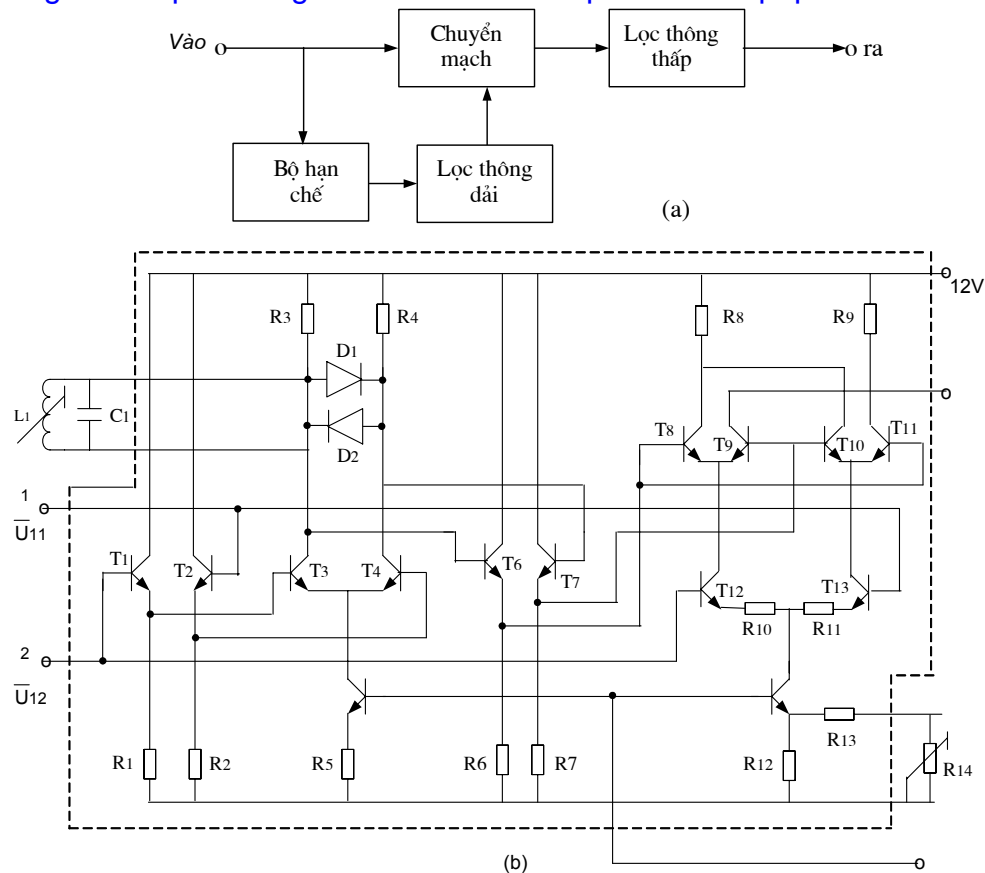 Vào o
Chuyển
mạch
Lọc thông
thấp
o ra
Bộ hạn
chế
Lọc thông
dải
(a)
12V
R3
R4
R8
R9
D1
L1
C1
D2
T8
T9
T10
T11
1
U11
T1
T2
T3
T4
T6
T7
T12
T13
R10
R11
2
U12
R13
R1
R2
R5
R6
R7
R12
R14
(b)